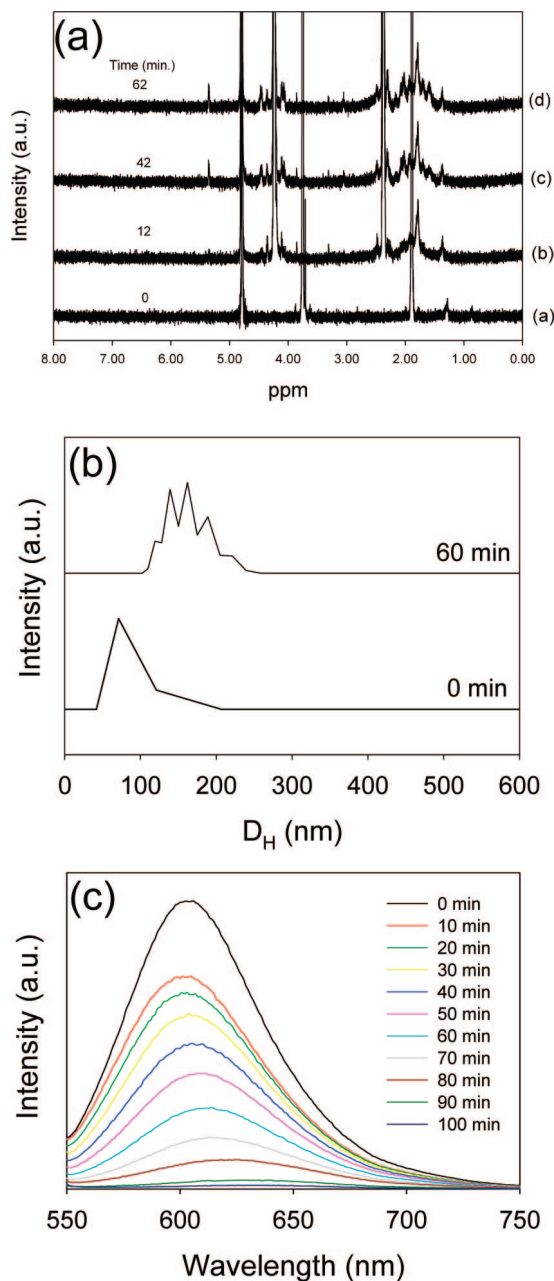 (a)
Time (min.)
62
(d)
42
(c)
12
(b)
0
(a)
Intensity (a.u.)
8.00 7.00 6.00 5.00 4.00 3.00 2.00 1.00 0.00
ppm
(b)
60 min
0 min
Intensity (a.u.)
0 100 200 300 400 500 600
D_H (nm)
(c)
0 min
10 min
20 min
30 min
40 min
50 min
60 min
70 min
80 min
90 min
100 min
Intensity (a.u.)
550 600 650 700 750
Wavelength (nm)